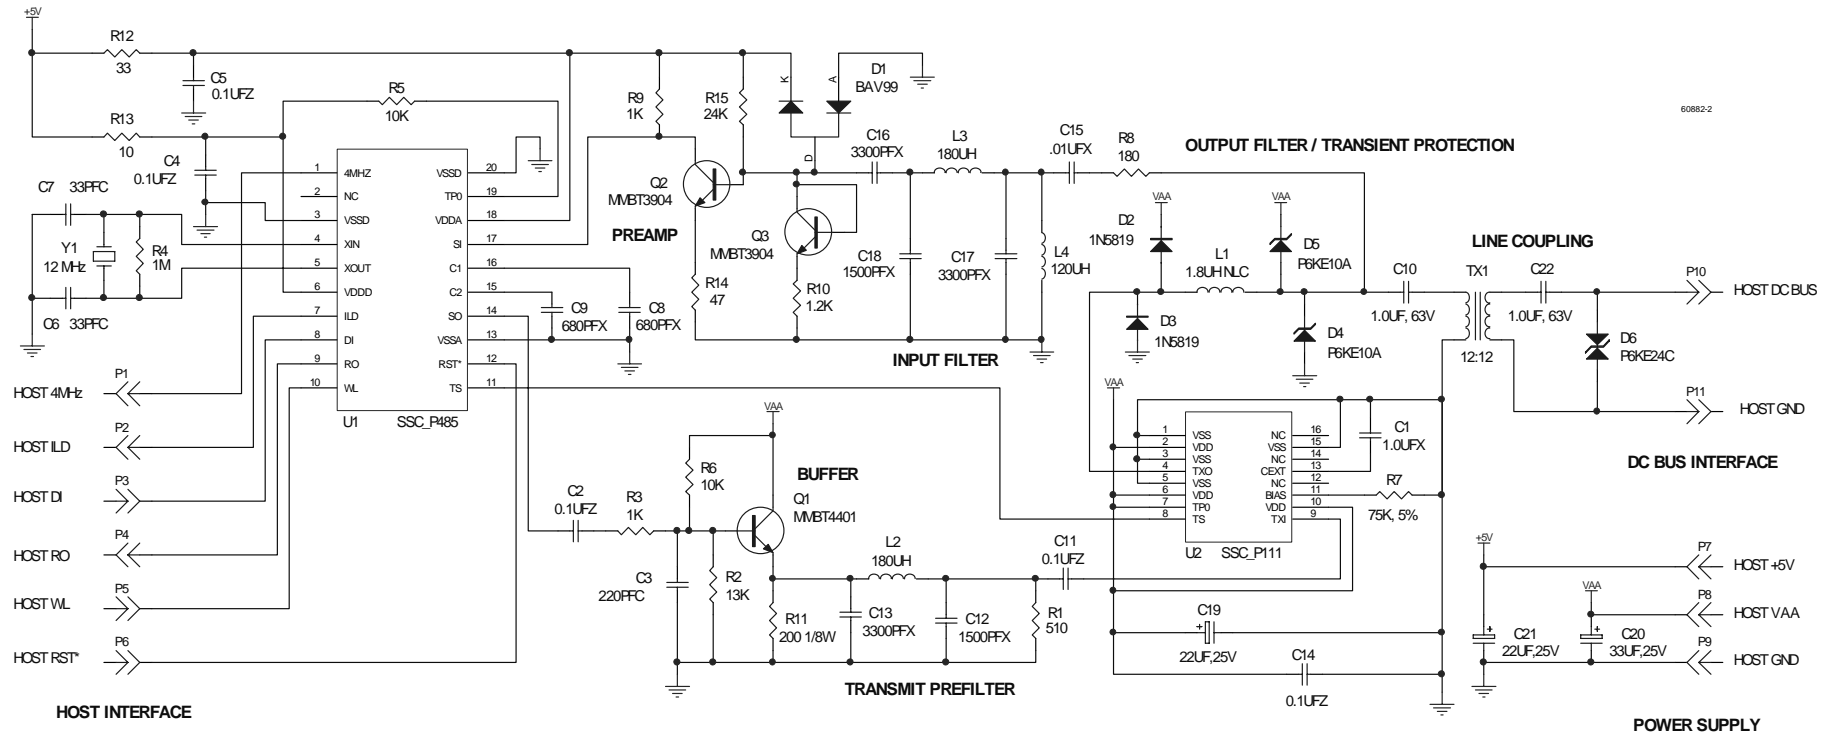 +5V
R12
33
C5
0.1UFZ
R5
10K
R13
10
C4
0.1UFZ
C7 33PFC
Y1
12 MHz
R4
1M
C6 33PFC
1 4MHZ
2 NC
3 VSSD
4 XIN
5 XOUT
6 VDDD
7 ILD
8 DI
9 RO
10 WL
VSSD 20
TP0 19
VDDA 18
SI 17
C1 16
C2 15
SO 14
VSSA 13
RST* 12
TS 11
U1 SSC_P485
HOST 4MHz P1
HOST ILD P2
HOST DI P3
HOST RO P4
HOST WL P5
HOST RST* P6
HOST INTERFACE
R9
1K
R15
24K
K
A
D1
BAV99
D
Q2
MMBT3904
PREAMP
Q3
MMBT3904
R14
47
R10
1.2K
C9
680PFX
C8
680PFX
C16
3300PFX
L3
180UH
C15
.01UFX
R8
180
C18
1500PFX
C17
3300PFX
L4
120UH
INPUT FILTER
60882-2
OUTPUT FILTER / TRANSIENT PROTECTION
VAA
D2
1N5819
L1
1.8UH NLC
VAA
D5
P6KE10A
D3
1N5819
D4
P6KE10A
LINE COUPLING
C10
1.0UF, 63V
TX1
12:12
C22
1.0UF, 63V
D6
P6KE24C
P10 HOST DC BUS
P11 HOST GND
DC BUS INTERFACE
VAA
R6
10K
BUFFER
Q1
MMBT4401
C2
0.1UFZ
R3
1K
C3
220PFC
R2
13K
R11
200 1/8W
L2
180UH
C13
3300PFX
C12
1500PFX
R1
510
C11
0.1UFZ
TRANSMIT PREFILTER
VAA
1 VSS
2 VDD
3 VSS
4 TXO
5 VSS
6 VDD
7 TP0
8 TS
NC 16
VSS 15
NC 14
CEXT 13
NC 12
BIAS 11
VDD 10
TXI 9
U2 SSC_P111
C1
1.0UFX
R7
75K, 5%
+ C19
22UF,25V
C14
0.1UFZ
+5V
P7 HOST +5V
VAA
P8 HOST VAA
+ C21
22UF,25V
+ C20
33UF,25V
P9 HOST GND
POWER SUPPLY